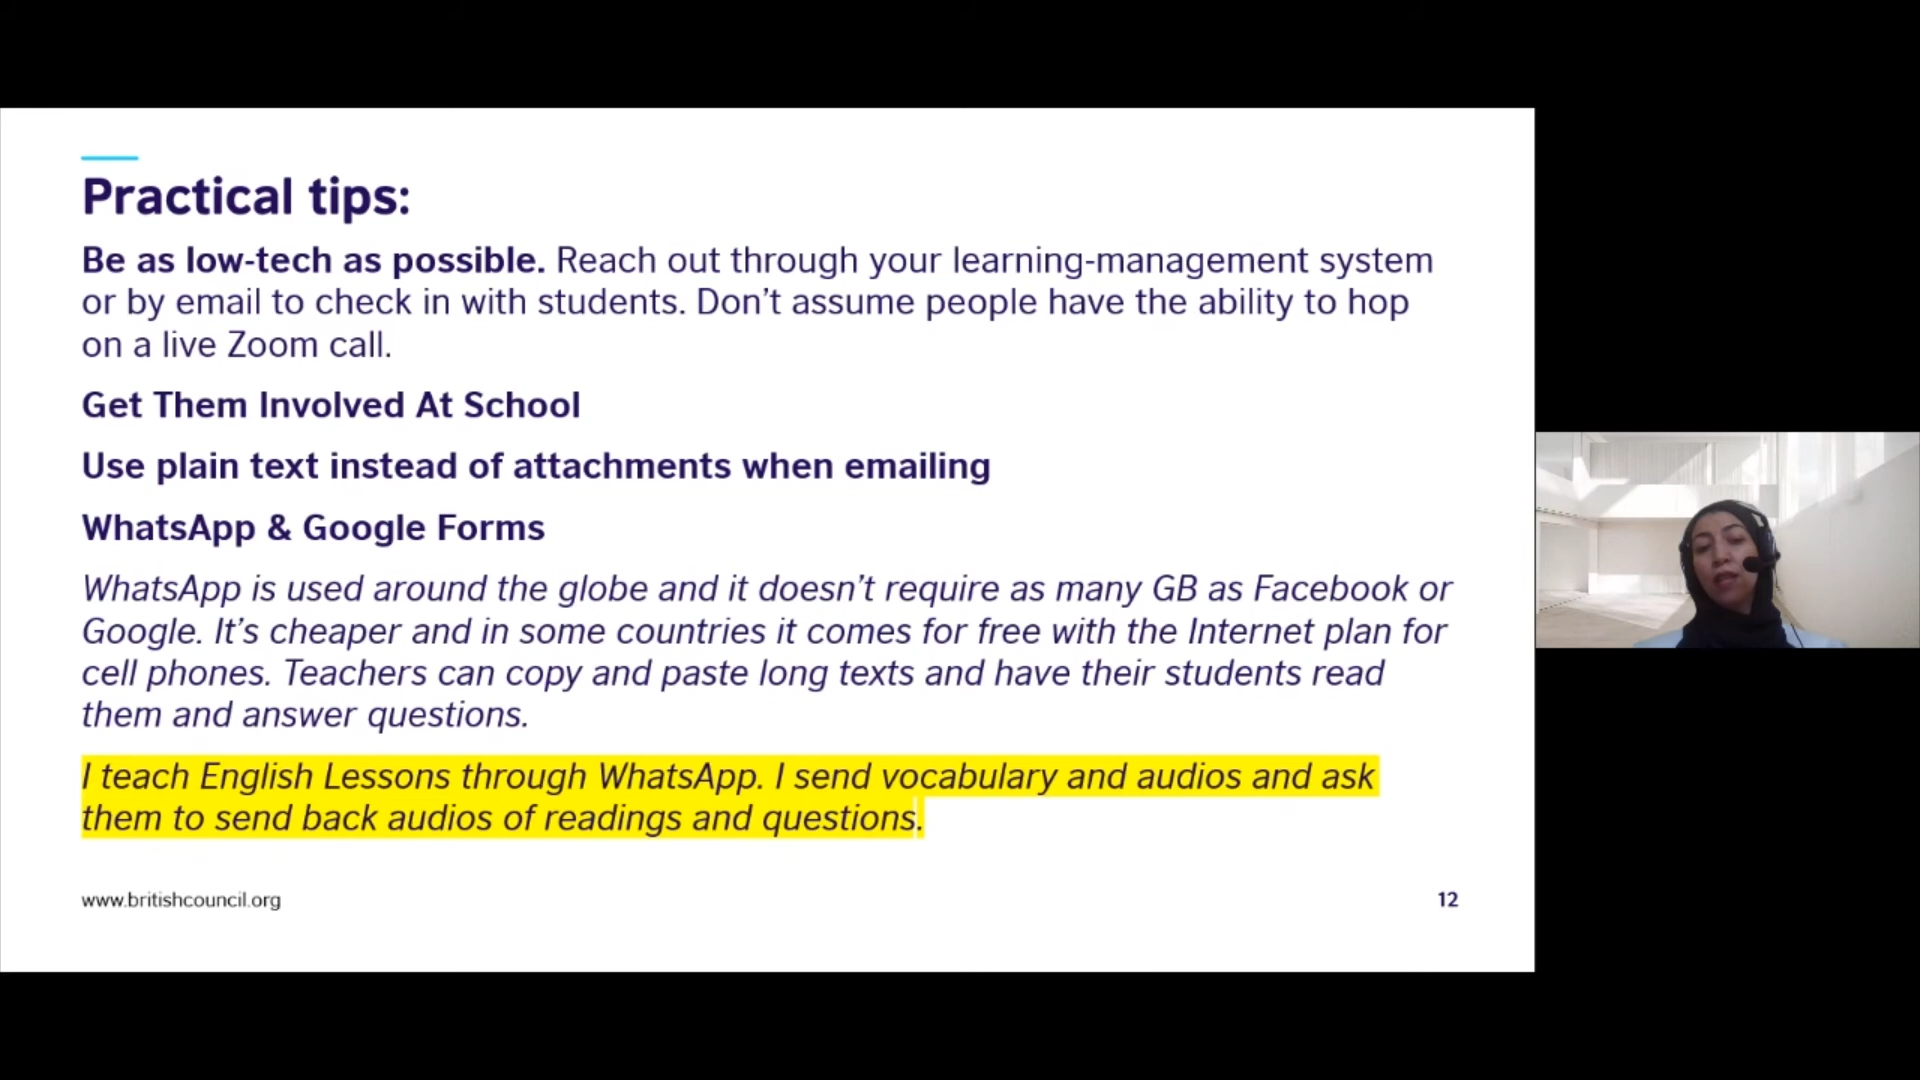 Practical tips:
Be as low-tech as possible. Reach out through your learning-management system
or by email to check in with students. Don’t assume people have the ability to hop
on a live Zoom call.
Get Them Involved At School
Use plain text instead of attachments when emailing
WhatsApp & Google Forms
WhatsApp is used around the globe and it doesn’t require as many GB as Facebook or
Google. It’s cheaper and in some countries it comes for free with the Internet plan for
cell phones. Teachers can copy and paste long texts and have their students read
them and answer questions.
I teach English Lessons through WhatsApp. I send vocabulary and audios and ask
them to send back audios of readings and questions.
www.britishcouncil.org
12